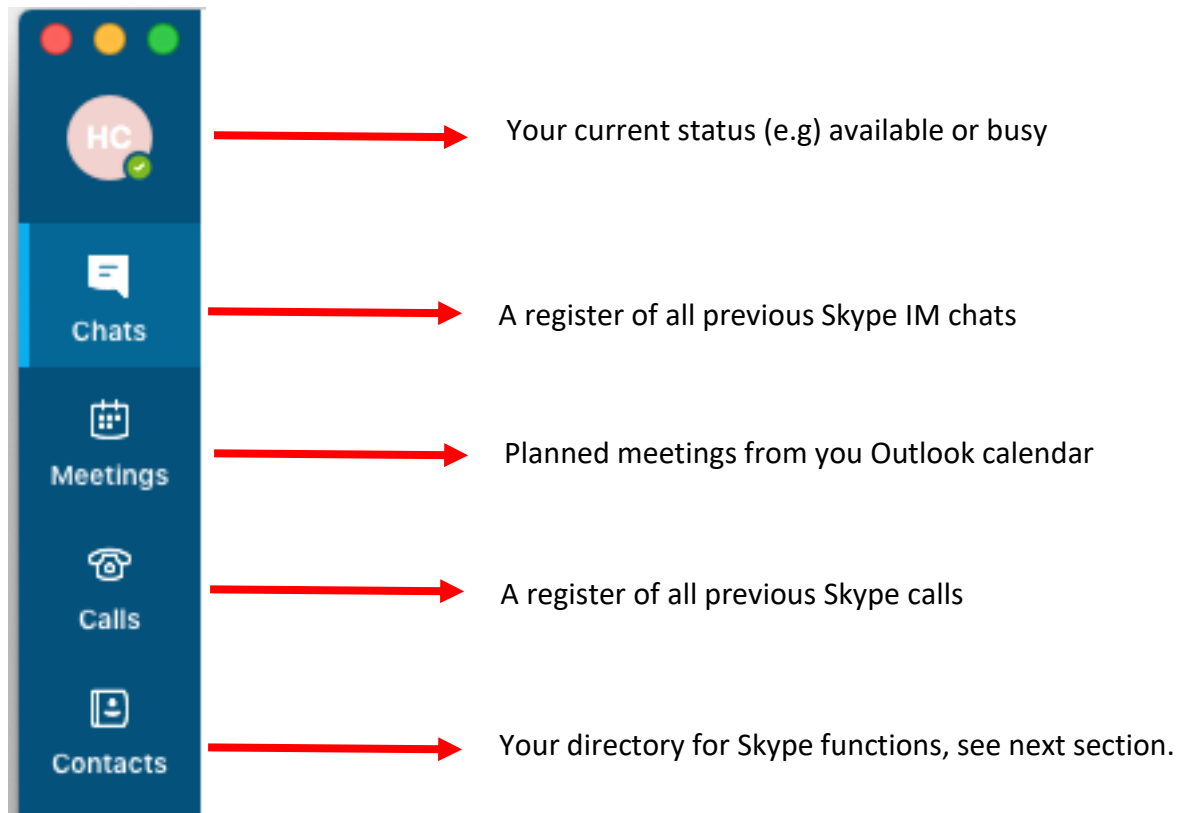 HC
Your current status (e.g) available or busy
Chats
A register of all previous Skype IM chats
Meetings
Planned meetings from you Outlook calendar
Calls
A register of all previous Skype calls
Contacts
Your directory for Skype functions, see next section.